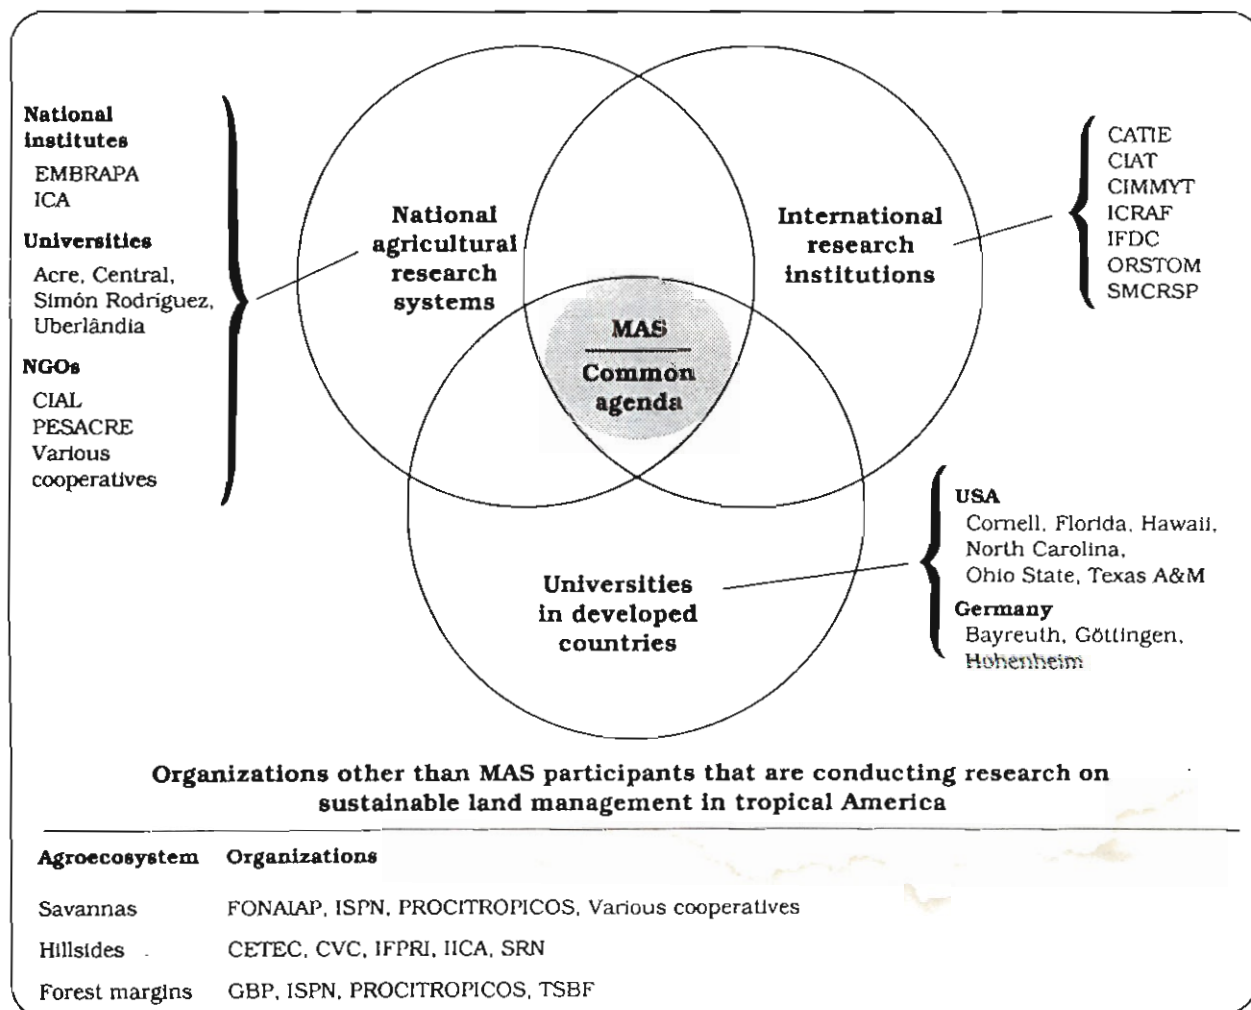 National
institutes
EMBRAPA
ICA
Universities
Acre, Central,
Simón Rodríguez,
Uberlândia
NGOs
CIAL
PESACRE
Various
cooperatives
National
agricultural
research
systems
International
research
institutions
MAS
Common
agenda
Universities
in developed
countries
CATIE
CIAT
CIMMYT
ICRAF
IFDC
ORSTOM
SMCRSP
USA
Cornell, Florida, Hawaii,
North Carolina,
Ohio State, Texas A&M
Germany
Bayreuth, Göttingen,
Hohenheim
Organizations other than MAS participants that are conducting research on
sustainable land management in tropical America
Agroecosystem Organizations
Savannas FONAIAP, ISPN, PROCITROPICOS, Various cooperatives
Hillsides CETEC, CVC, IFPRI, IICA, SRN
Forest margins GBP, ISPN, PROCITROPICOS, TSBF